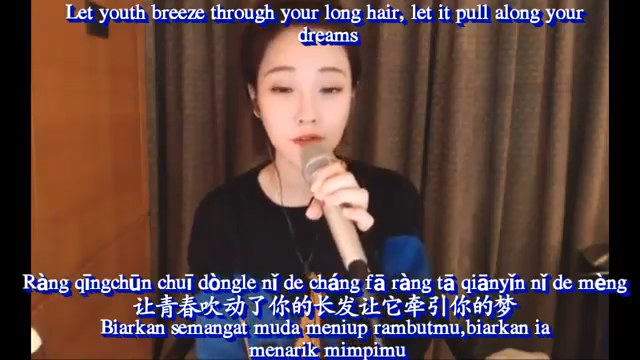 Let youth breeze through your long hair, let it pull along your
dreams
Ràng qīngchūn chuī dòngle nǐ de cháng fā ràng tā qiānyǐn nǐ de mèng
让青春吹动了你的长发让它牵引你的梦
Biarkan semangat muda meniup rambutmu,biarkan ia
menarik mimpimu